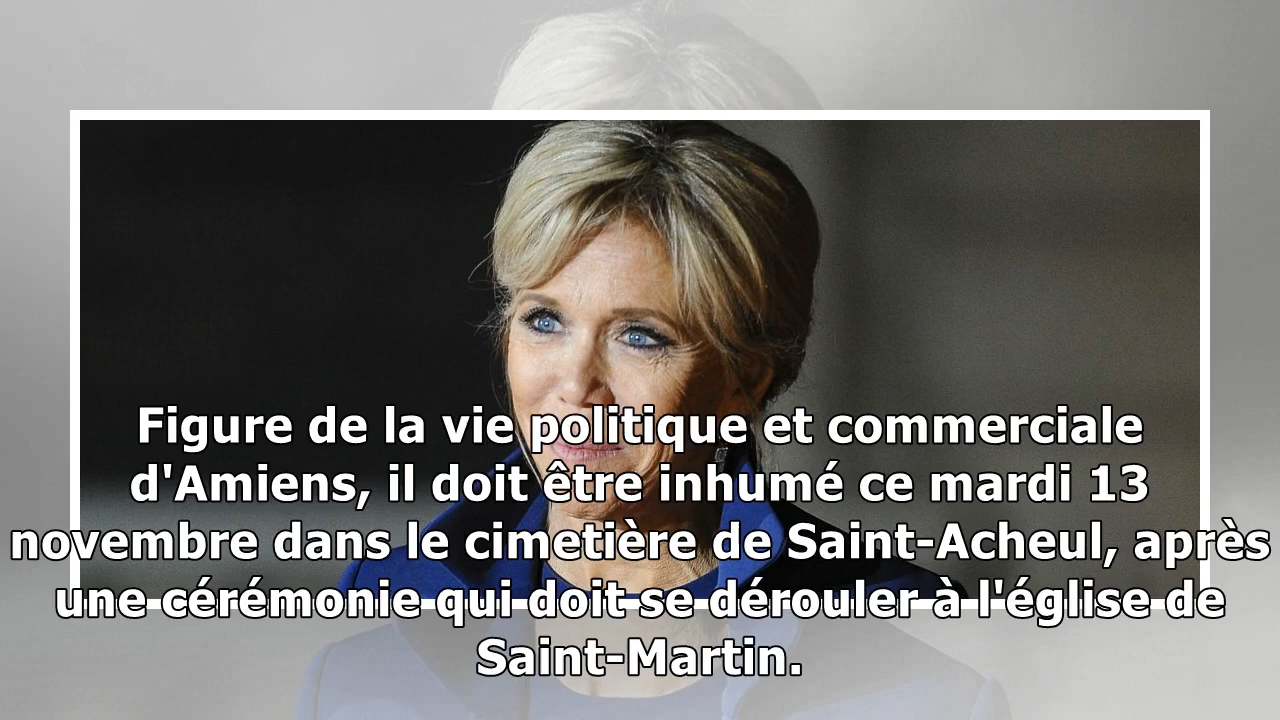 Figure de la vie politique et commerciale
d'Amiens, il doit être inhumé ce mardi 13
novembre dans le cimetière de Saint-Acheul, après
une cérémonie qui doit se dérouler à l'église de
Saint-Martin.